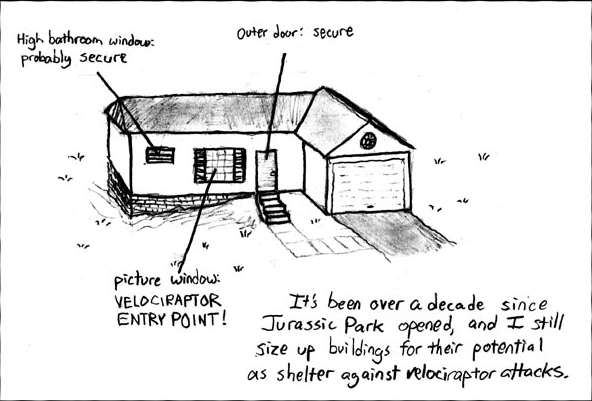 High bathroom window:
probably secure
Outer door: secure
picture window:
VELOCIRAPTOR
ENTRY POINT!
It's been over a decade since
Jurassic Park opened, and I still
size up buildings for their potential
as shelter against velociraptor attacks.